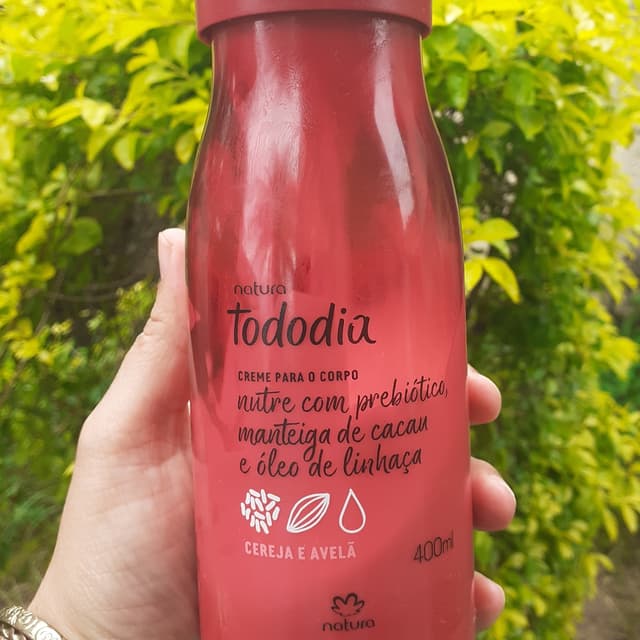 natura
tododia
CREME PARA O CORPO
nutre com prebiótico,
manteiga de cacau
e óleo de linhaça
CEREJA E AVELÃ
400ml
natura